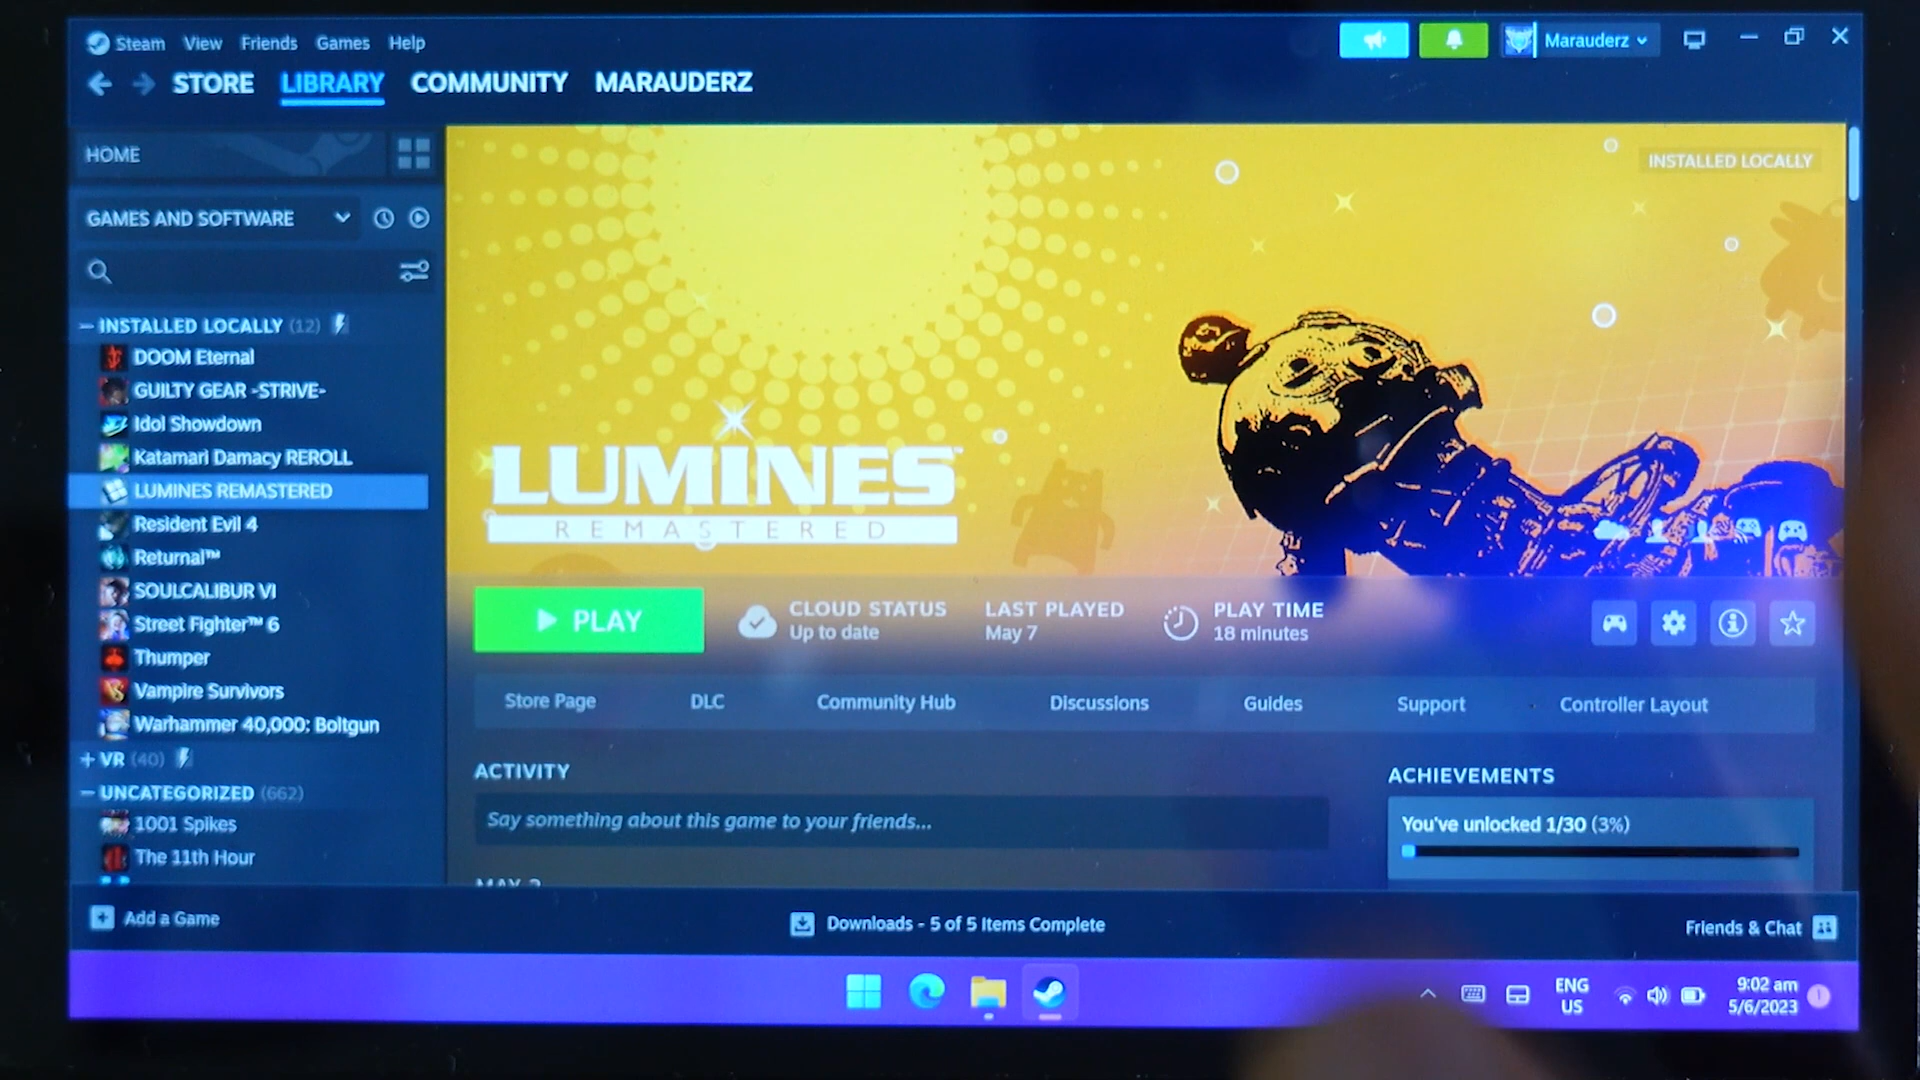 Steam View Friends Games Help
Marauderz
STORE LIBRARY COMMUNITY MARAUDERZ
HOME
GAMES AND SOFTWARE
INSTALLED LOCALLY (12)
DOOM Eternal
GUILTY GEAR -STRIVE-
Idol Showdown
Katamari Damacy REROLL
LUMINES REMASTERED
Resident Evil 4
Returnal™
SOULCALIBUR VI
Street Fighter™ 6
Thumper
Vampire Survivors
Warhammer 40,000: Boltgun
VR (40)
UNCATEGORIZED (662)
1001 Spikes
The 11th Hour
INSTALLED LOCALLY
LUMINES™
REMASTERED
PLAY
CLOUD STATUS
Up to date
LAST PLAYED
May 7
PLAY TIME
18 minutes
Store Page DLC Community Hub Discussions Guides Support Controller Layout
ACTIVITY
Say something about this game to your friends...
ACHIEVEMENTS
You've unlocked 1/30 (3%)
Add a Game
Downloads - 5 of 5 Items Complete
Friends & Chat
ENG
US
9:02 am
5/6/2023
1